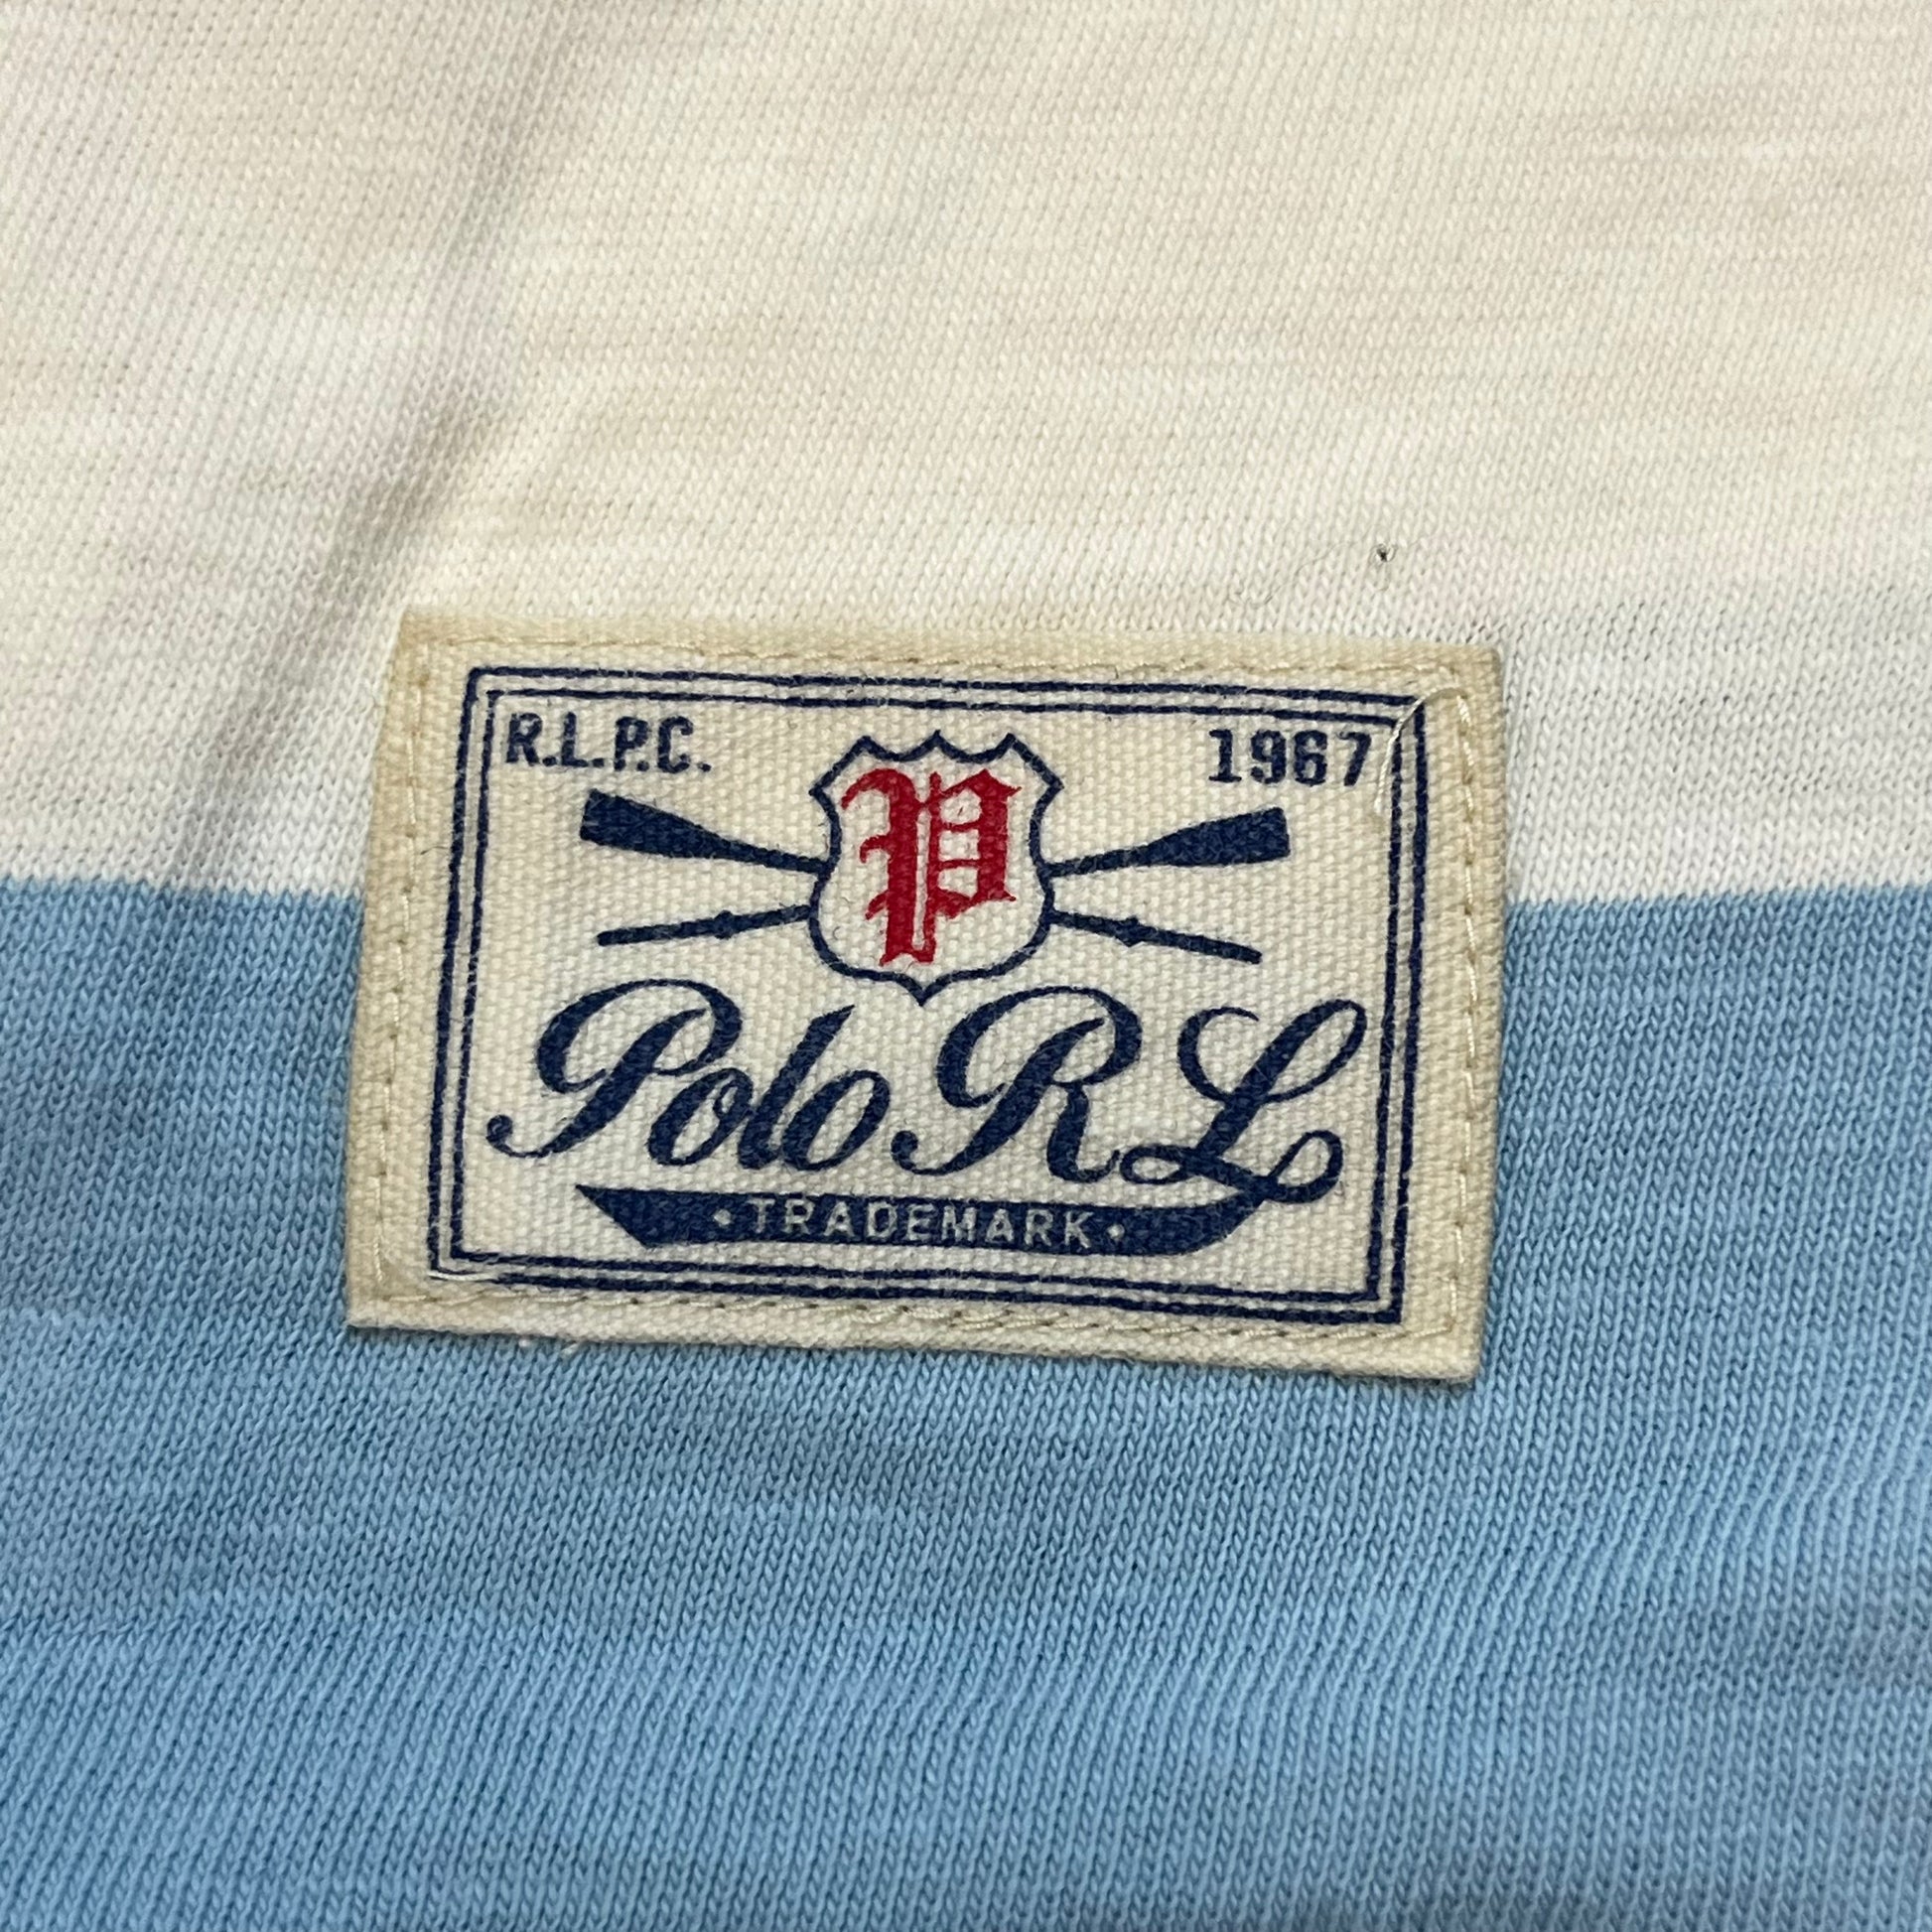 R.L.P.C. 1967
P
Polo RL
• TRADEMARK •